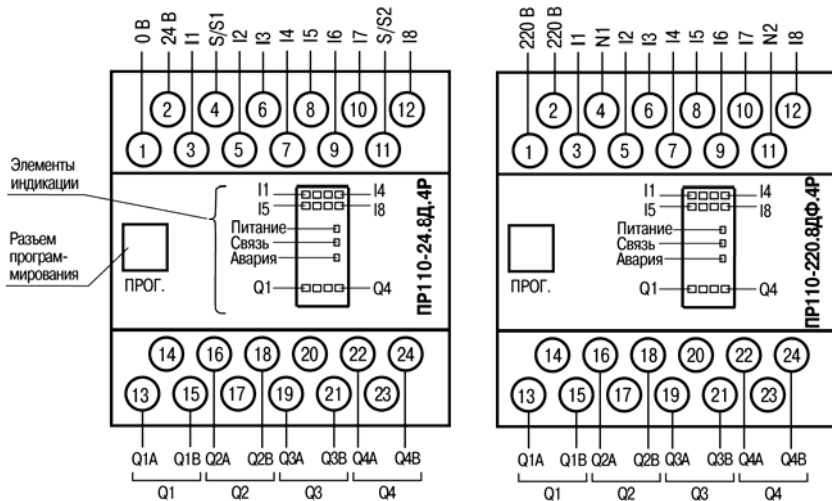 0 В 24 В I1 S/S1 I2 I3 I4 I5 I6 I7 S/S2 I8
2 4 6 8 10 12
1 3 5 7 9 11
Элементы
индикации
Разъем
програм-
мирования
ПРОГ.
I1 I4
I5 I8
Питание
Связь
Авария
Q1 Q4
ПР110-24.8Д.4Р
14 16 18 20 22 24
13 15 17 19 21 23
Q1A Q1B Q2A Q2B Q3A Q3B Q4A Q4B
Q1 Q2 Q3 Q4
220 В 220 В I1 N1 I2 I3 I4 I5 I6 I7 N2 I8
2 4 6 8 10 12
1 3 5 7 9 11
ПРОГ.
I1 I4
I5 I8
Питание
Связь
Авария
Q1 Q4
ПР110-220.8ДФ.4Р
14 16 18 20 22 24
13 15 17 19 21 23
Q1A Q1B Q2A Q2B Q3A Q3B Q4A Q4B
Q1 Q2 Q3 Q4